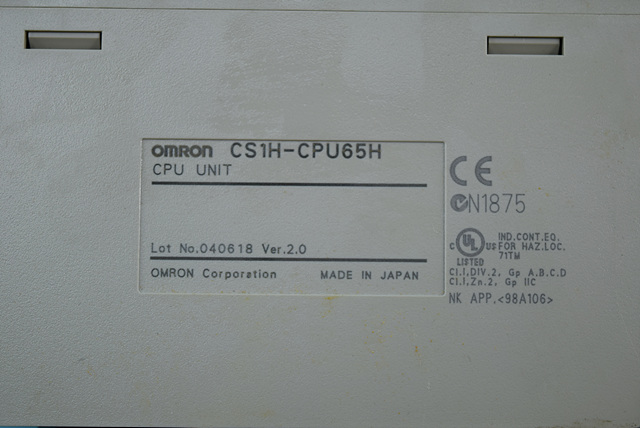 OMRON CS1H-CPU65H
CPU UNIT
Lot No.040618 Ver.2.0
OMRON Corporation MADE IN JAPAN
CE
N1875
C UL US
LISTED
IND.CONT.EQ.
FOR HAZ.LOC.
71TM
Cl.I,DIV.2, Gp A,B,C,D
Cl.I,Zn.2, Gp IIC
NK APP.<98A106>